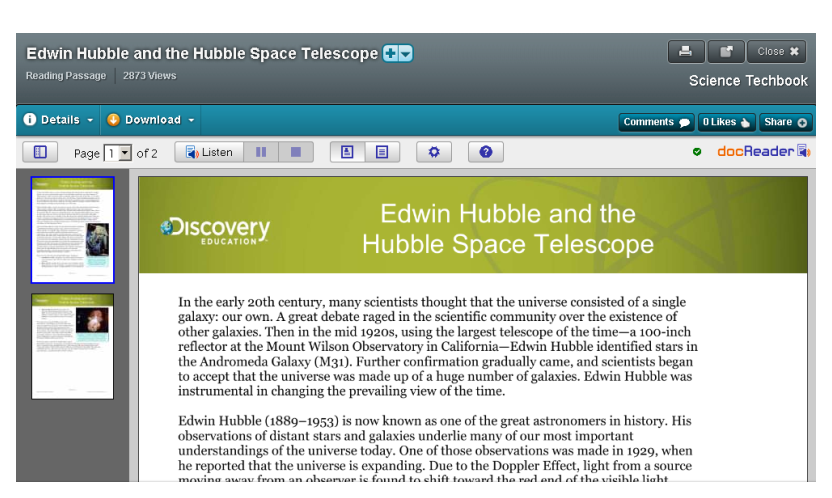 Edwin Hubble and the Hubble Space Telescope
Reading Passage 2873 Views
Close
Science Techbook
Details
Download
Comments
0 Likes
Share
Page 1 of 2
Listen
docReader
Discovery
EDUCATION
Edwin Hubble and the
Hubble Space Telescope
In the early 20th century, many scientists thought that the universe consisted of a single
galaxy: our own. A great debate raged in the scientific community over the existence of
other galaxies. Then in the mid 1920s, using the largest telescope of the time—a 100-inch
reflector at the Mount Wilson Observatory in California—Edwin Hubble identified stars in
the Andromeda Galaxy (M31). Further confirmation gradually came, and scientists began
to accept that the universe was made up of a huge number of galaxies. Edwin Hubble was
instrumental in changing the prevailing view of the time.
Edwin Hubble (1889–1953) is now known as one of the great astronomers in history. His
observations of distant stars and galaxies underlie many of our most important
understandings of the universe today. One of those observations was made in 1929, when
he reported that the universe is expanding. Due to the Doppler Effect, light from a source
moving away from an observer is found to shift toward the red end of the visible light